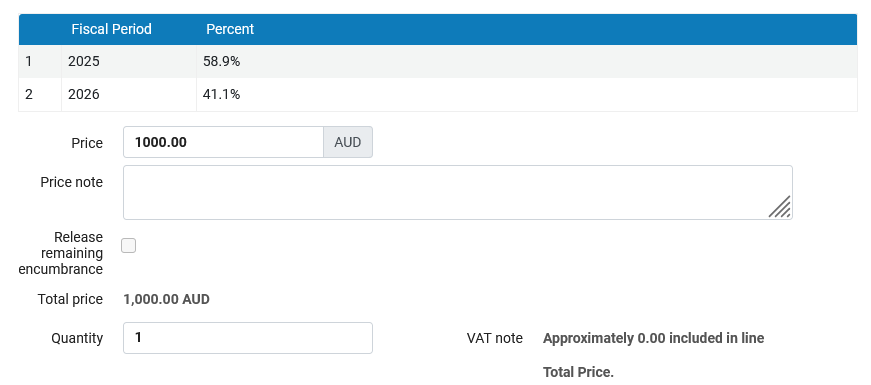 Fiscal Period Percent
1 2025 58.9%
2 2026 41.1%
Price 1000.00 AUD
Price note
Release
remaining
encumbrance
Total price 1,000.00 AUD
Quantity 1 VAT note Approximately 0.00 included in line
Total Price.